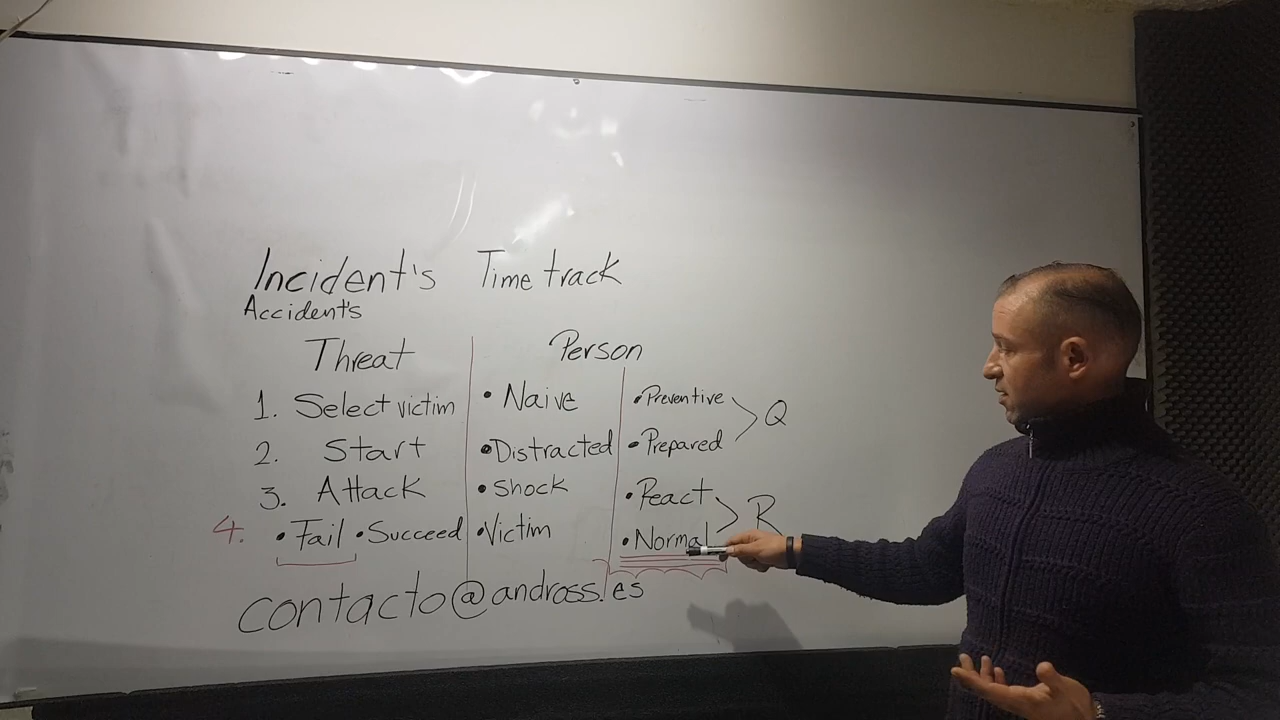 Incident's Time track
Accident's
Threat Person
1. Select victim • Naive • Preventive > Q
2. Start • Distracted • Prepared
3. Attack • Shock • React > R
4. • Fail • Succeed • Victim • Normal
contacto@andross.es